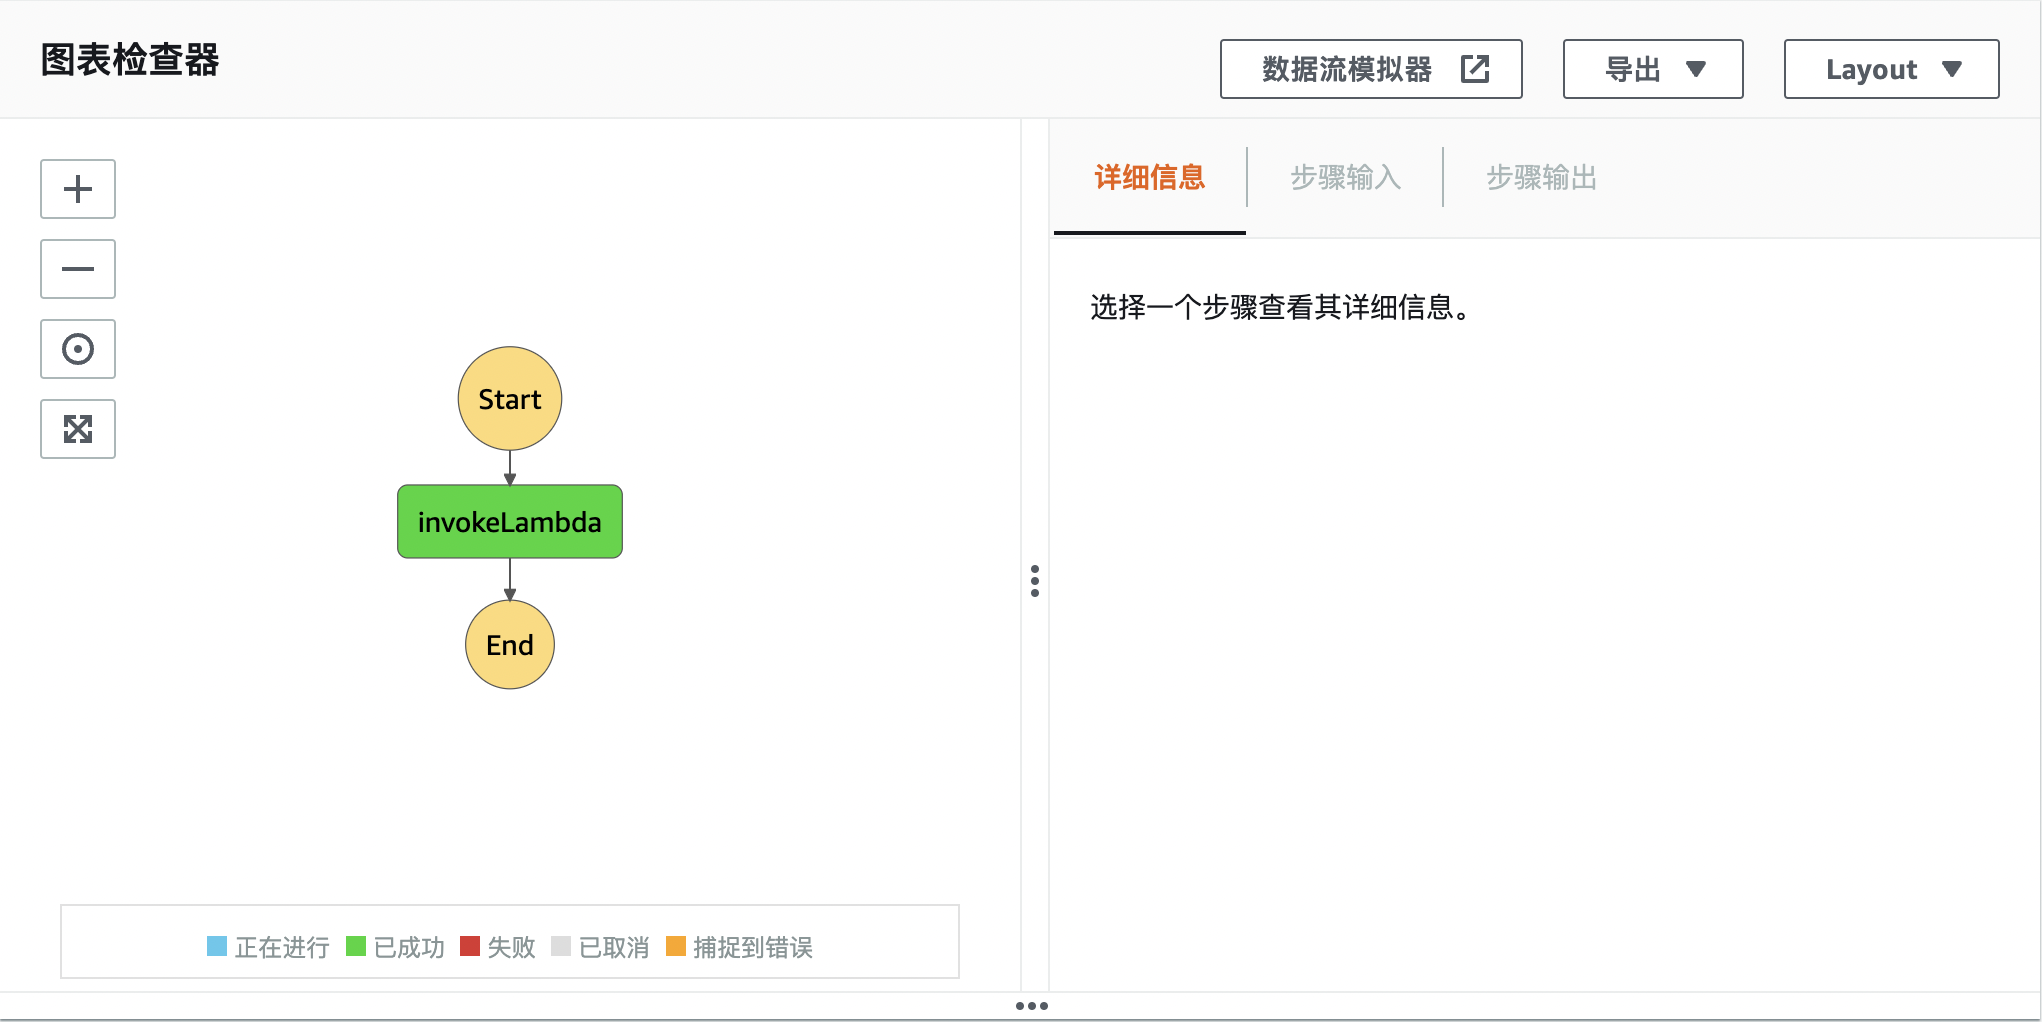 图表检查器
数据流模拟器
导出
Layout
详细信息
步骤输入
步骤输出
选择一个步骤查看其详细信息。
Start
invokeLambda
End
正在进行 已成功 失败 已取消 捕捉到错误